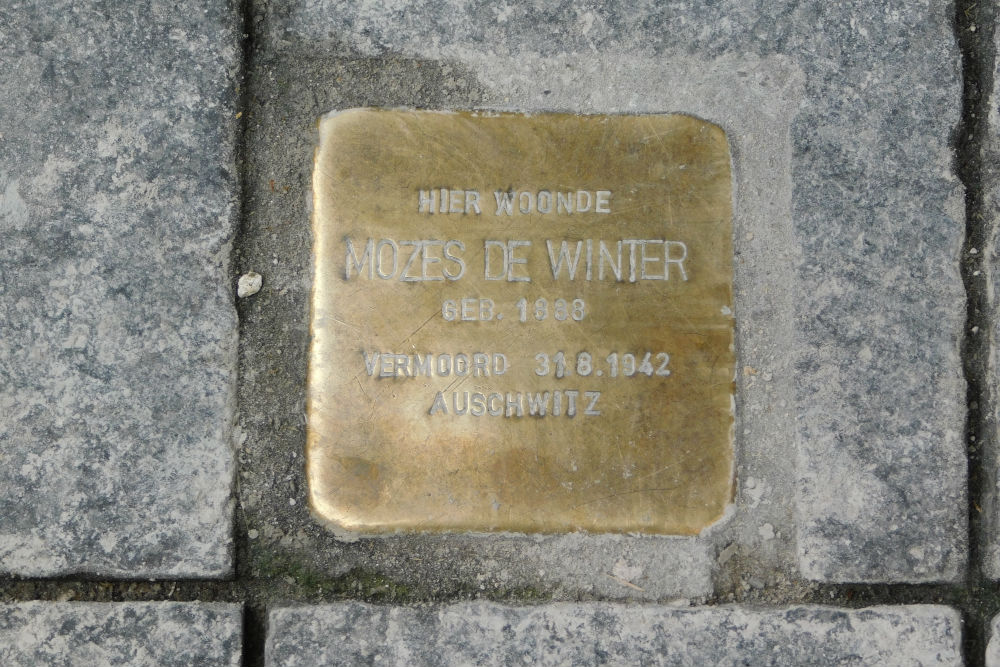 HIER WOONDE
MOZES DE WINTER
GEB.
VERMOORD 31.8.1942
AUSCHWITZ